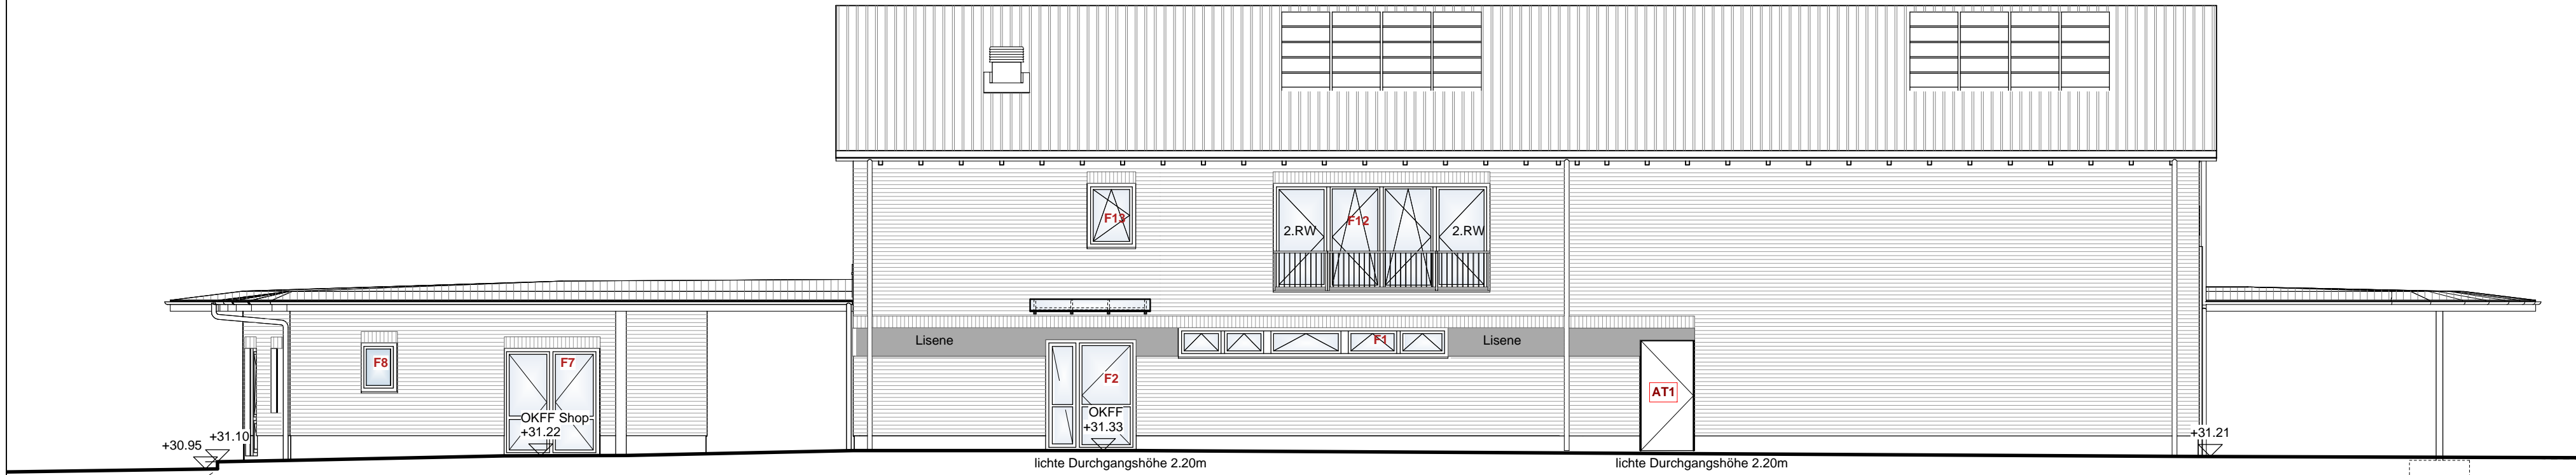 F13
F12
2.RW
2.RW
Lisene
F1
Lisene
F8
F7
F2
AT1
OKFF Shop
+31.22
OKFF
+31.33
+30.95
+31.10
+31.21
lichte Durchgangshöhe 2.20m
lichte Durchgangshöhe 2.20m